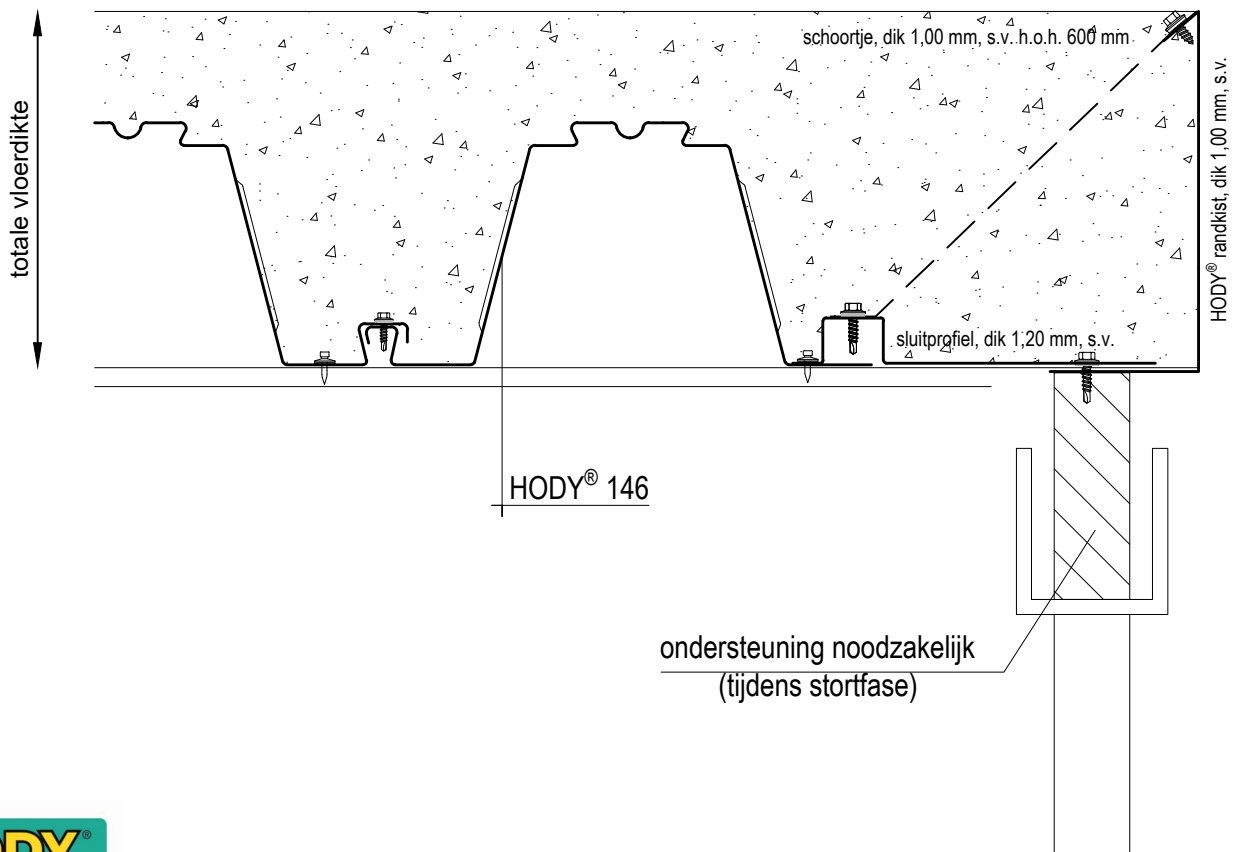 schoortje, dik 1,00 mm, s.v. h.o.h. 600 mm
totale vloerdikte
HODY® randkist, dik 1,00 mm, s.v.
sluitprofiel, dik 1,20 mm, s.v.
HODY® 146
ondersteuning noodzakelijk
(tijdens stortfase)
ODY®